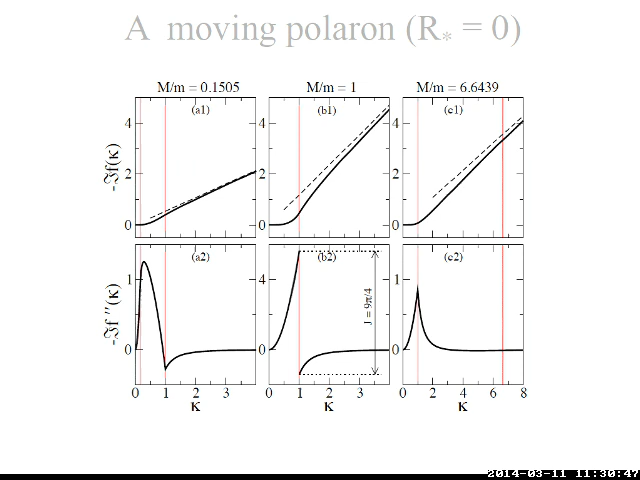 A moving polaron (R* = 0)
M/m = 0.1505
M/m = 1
M/m = 6.6439
(a1)
(b1)
(c1)
4
2
0
4
2
0
4
2
0
-ℑf(κ)
(a2)
(b2)
(c2)
1
0
4
0
1
0
-ℑf''(κ)
J = 9π/4
0 1 2 3
0 1 2 3
0 2 4 6 8
κ
κ
κ
2014-03-11 11:30:47